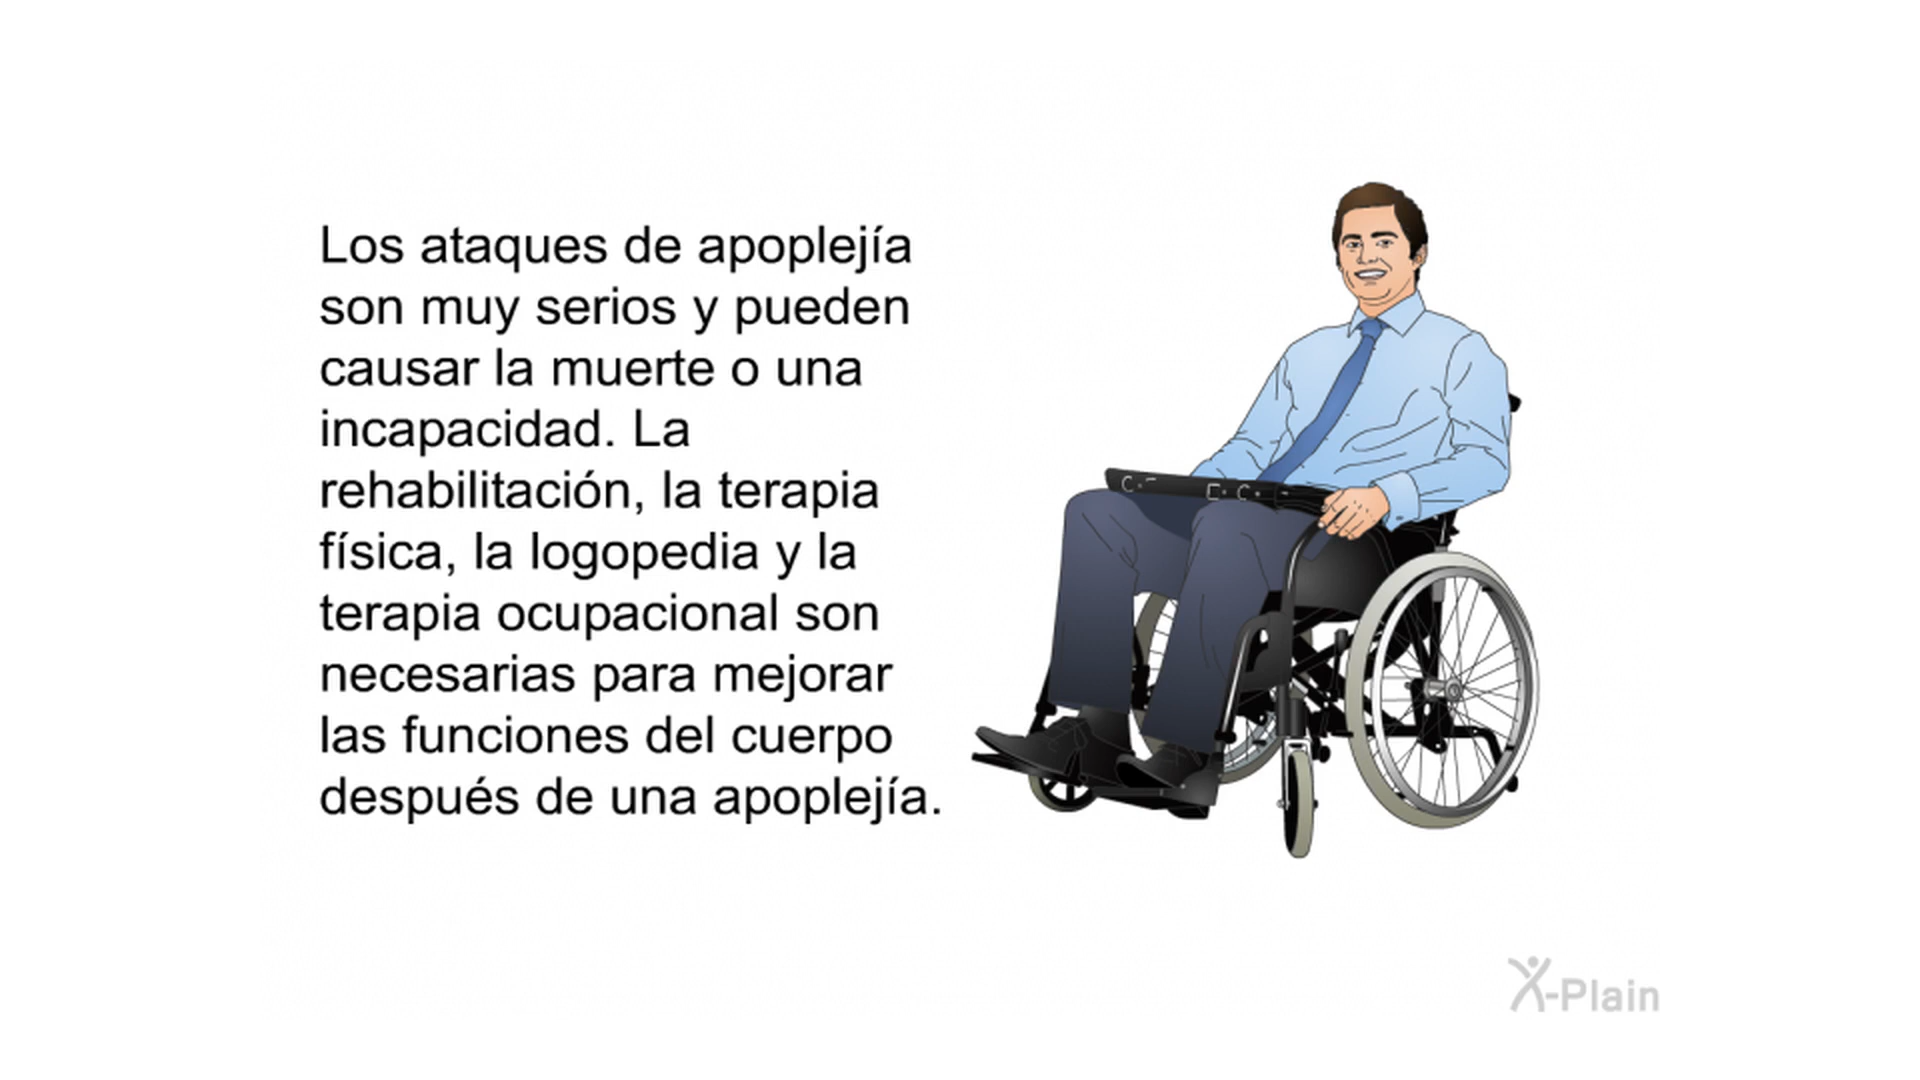 Los ataques de apoplejía
son muy serios y pueden
causar la muerte o una
incapacidad. La
rehabilitación, la terapia
física, la logopedia y la
terapia ocupacional son
necesarias para mejorar
las funciones del cuerpo
después de una apoplejía.
X-Plain